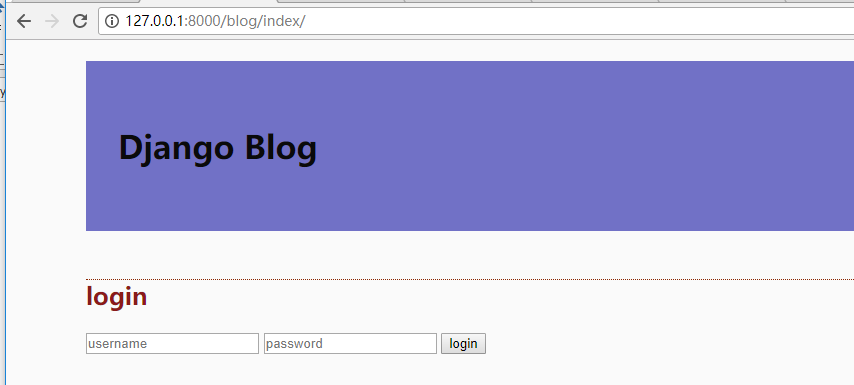 127.0.0.1:8000/blog/index/
Django Blog
login
username password login